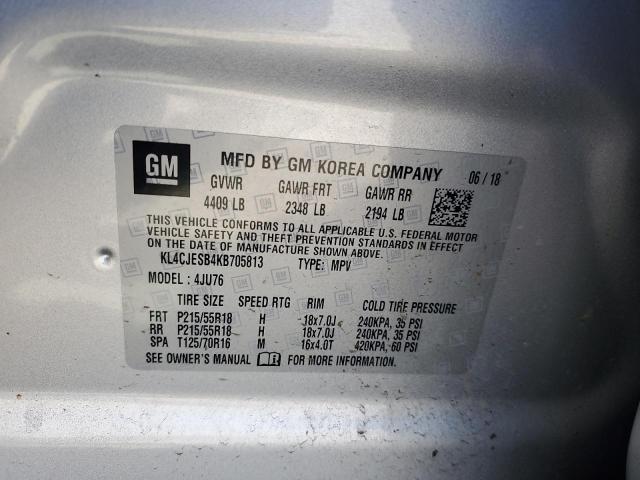 GM
MFD BY GM KOREA COMPANY 06 / 18
GVWR GAWR FRT GAWR RR
4409 LB 2348 LB 2194 LB
THIS VEHICLE CONFORMS TO ALL APPLICABLE U.S. FEDERAL MOTOR
VEHICLE SAFETY AND THEFT PREVENTION STANDARDS IN EFFECT
ON THE DATE OF MANUFACTURE SHOWN ABOVE.
KL4CJESB4KB705813 TYPE: MPV
MODEL : 4JU76
TIRE SIZE SPEED RTG RIM COLD TIRE PRESSURE
FRT P215/55R18 H 18x7.0J 240KPA, 35 PSI
RR P215/55R18 H 18x7.0J 240KPA, 35 PSI
SPA T125/70R16 M 16x4.0T 420KPA, 60 PSI
SEE OWNER'S MANUAL FOR MORE INFORMATION.